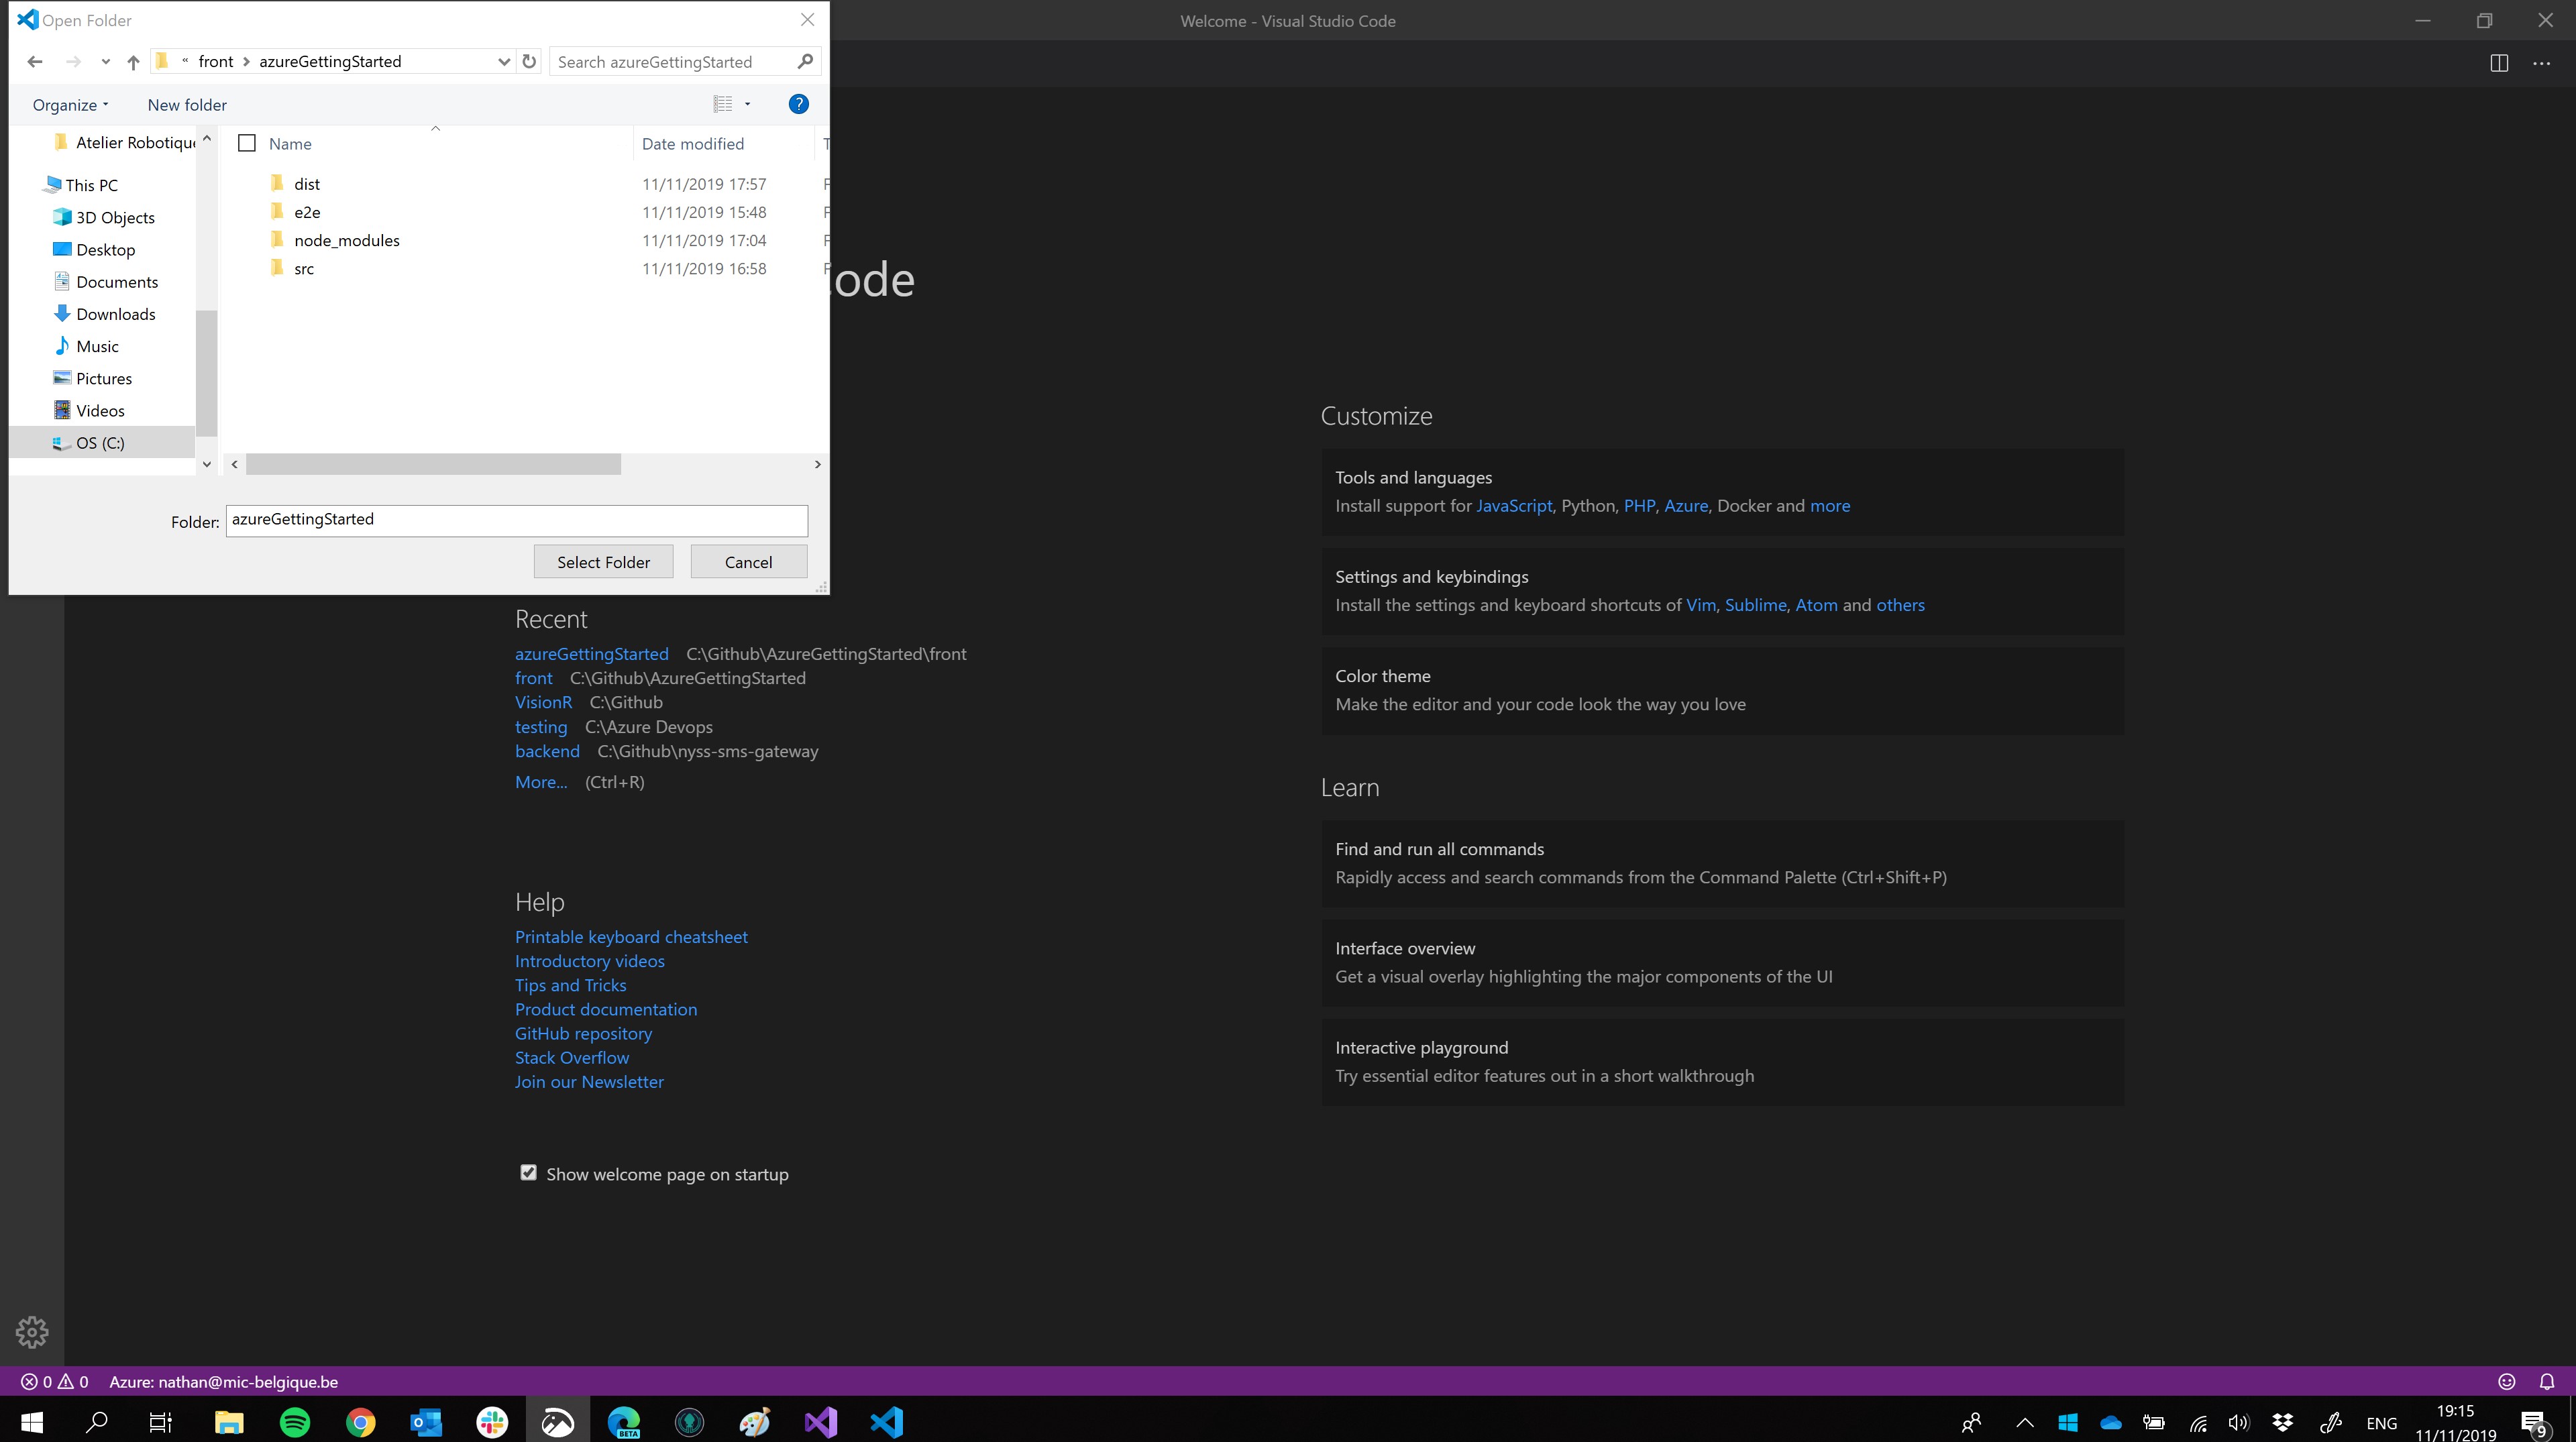 Open Folder
Welcome - Visual Studio Code
« front > azureGettingStarted
Search azureGettingStarted
Organize
New folder
?
Atelier Robotique
Name
Date modified
T
This PC
3D Objects
Desktop
Documents
Downloads
Music
Pictures
Videos
OS (C:)
dist 11/11/2019 17:57 F
e2e 11/11/2019 15:48 F
node_modules 11/11/2019 17:04 F
src 11/11/2019 16:58 F
Folder: azureGettingStarted
Select Folder
Cancel
ode
Recent
azureGettingStarted C:\Github\AzureGettingStarted\front
front C:\Github\AzureGettingStarted
VisionR C:\Github
testing C:\Azure Devops
backend C:\Github\nyss-sms-gateway
More... (Ctrl+R)
Help
Printable keyboard cheatsheet
Introductory videos
Tips and Tricks
Product documentation
GitHub repository
Stack Overflow
Join our Newsletter
Show welcome page on startup
Customize
Tools and languages
Install support for JavaScript, Python, PHP, Azure, Docker and more
Settings and keybindings
Install the settings and keyboard shortcuts of Vim, Sublime, Atom and others
Color theme
Make the editor and your code look the way you love
Learn
Find and run all commands
Rapidly access and search commands from the Command Palette (Ctrl+Shift+P)
Interface overview
Get a visual overlay highlighting the major components of the UI
Interactive playground
Try essential editor features out in a short walkthrough
0 0 Azure: nathan@mic-belgique.be
BETA
ENG
19:15
11/11/2019
9